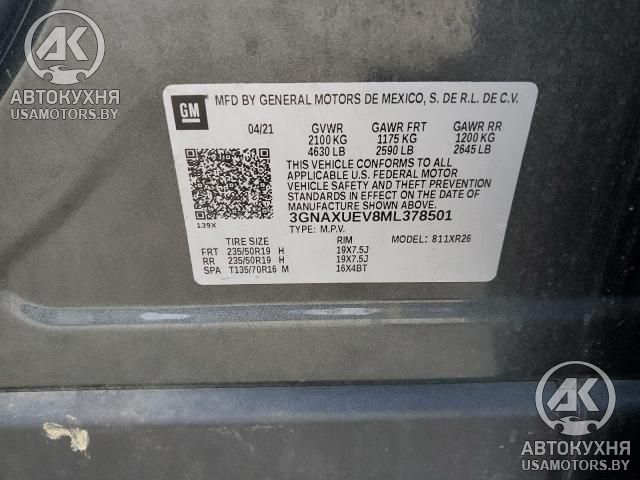 АК
АВТОКУХНЯ
USAMOTORS.BY
GM
MFD BY GENERAL MOTORS DE MEXICO, S. DE R.L. DE C.V.
04/21 GVWR GAWR FRT GAWR RR
2100 KG 1175 KG 1200 KG
4630 LB 2590 LB 2645 LB
THIS VEHICLE CONFORMS TO ALL
APPLICABLE U.S. FEDERAL MOTOR
VEHICLE SAFETY AND THEFT PREVENTION
STANDARDS IN EFFECT ON THE DATE OF
MANUFACTURE SHOWN ABOVE.
139X
3GNAXUEV8ML378501
TYPE: M.P.V.
TIRE SIZE RIM MODEL: 811XR26
FRT 235/50R19 H 19X7.5J
RR 235/50R19 H 19X7.5J
SPA T135/70R16 M 16X4BT
АК
АВТОКУХНЯ
USAMOTORS.BY